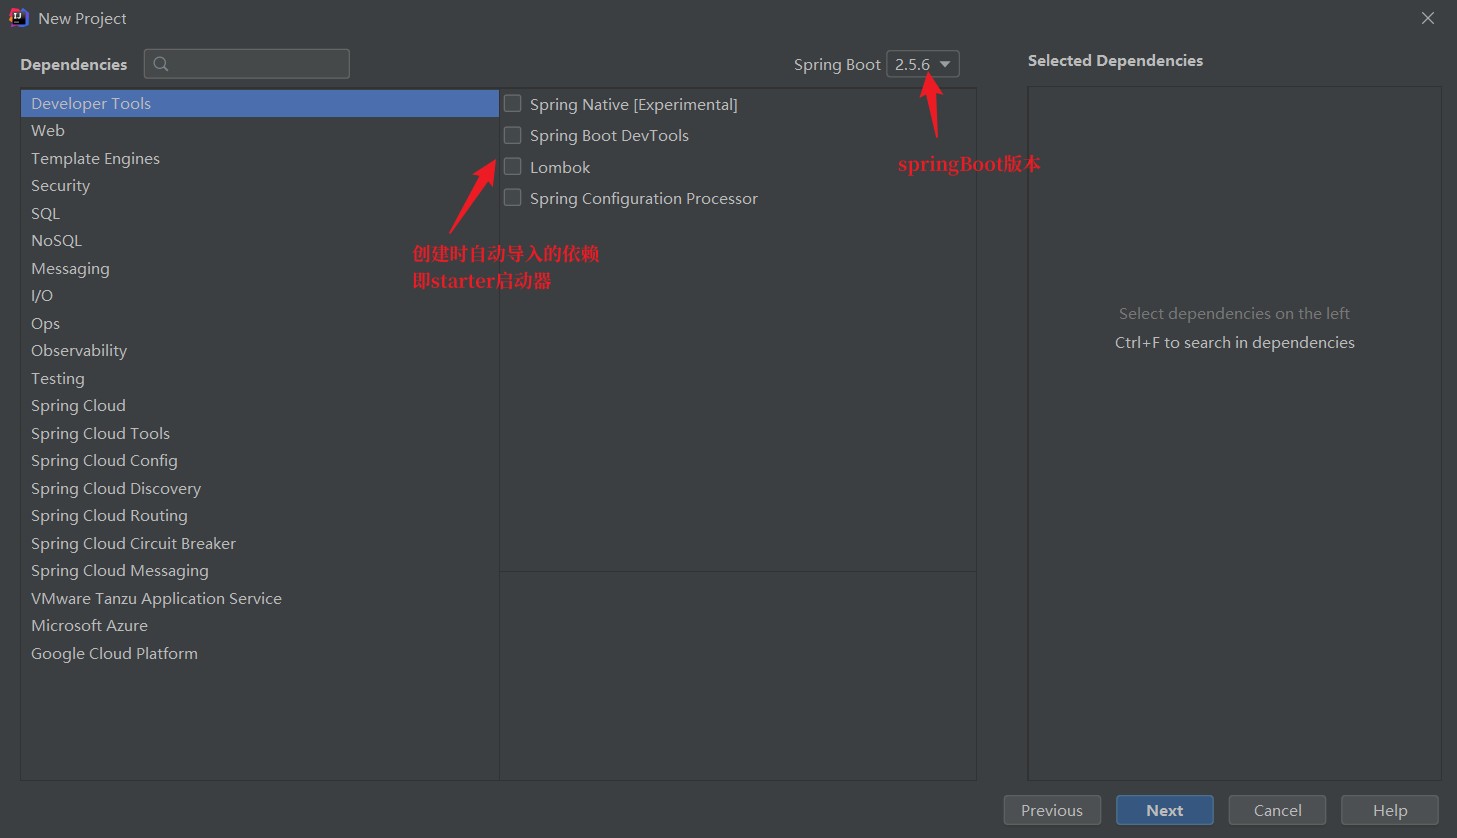 New Project
Dependencies
Spring Boot 2.5.6
Selected Dependencies
Developer Tools
Web
Template Engines
Security
SQL
NoSQL
Messaging
I/O
Ops
Observability
Testing
Spring Cloud
Spring Cloud Tools
Spring Cloud Config
Spring Cloud Discovery
Spring Cloud Routing
Spring Cloud Circuit Breaker
Spring Cloud Messaging
VMware Tanzu Application Service
Microsoft Azure
Google Cloud Platform
Spring Native [Experimental]
Spring Boot DevTools
Lombok
Spring Configuration Processor
springBoot版本
创建时自动导入的依赖
即starter启动器
Select dependencies on the left
Ctrl+F to search in dependencies
Previous
Next
Cancel
Help